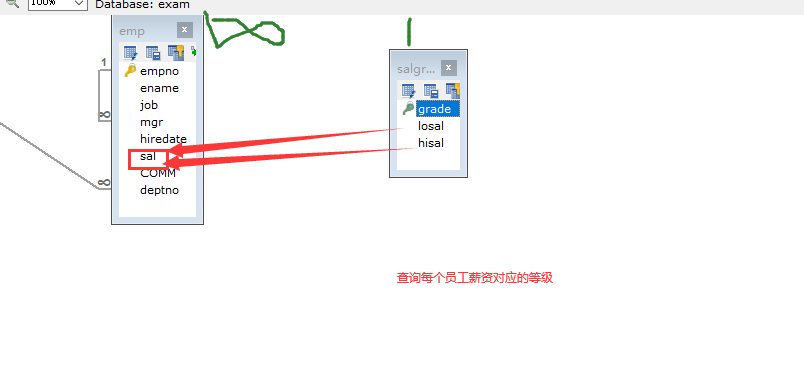 100%
Database: exam
emp
1
empno
ename
job
mgr
hiredate
sal
COMM
deptno
∞
∞
∞
1
salgr...
grade
losal
hisal
查询每个员工薪资对应的等级